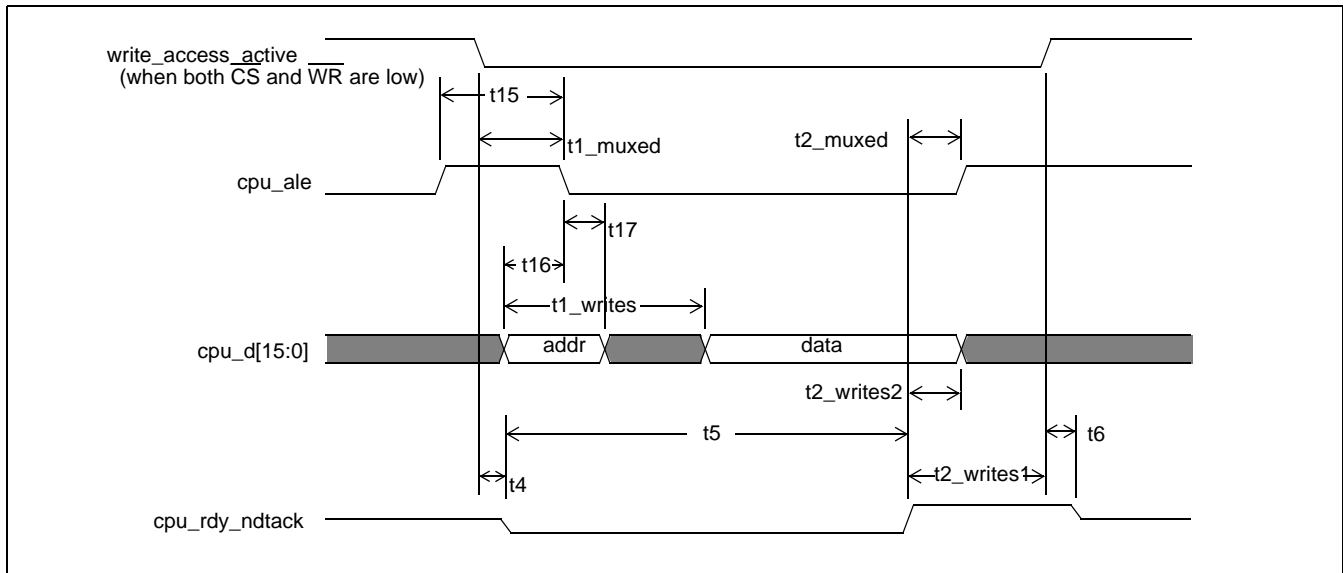 write_access_active
(when both CS and WR are low)
t15
t1_muxed
t2_muxed
cpu_ale
t17
t16
t1_writes
cpu_d[15:0]
addr
data
t2_writes2
t5
t6
t4
t2_writes1
cpu_rdy_ndtack